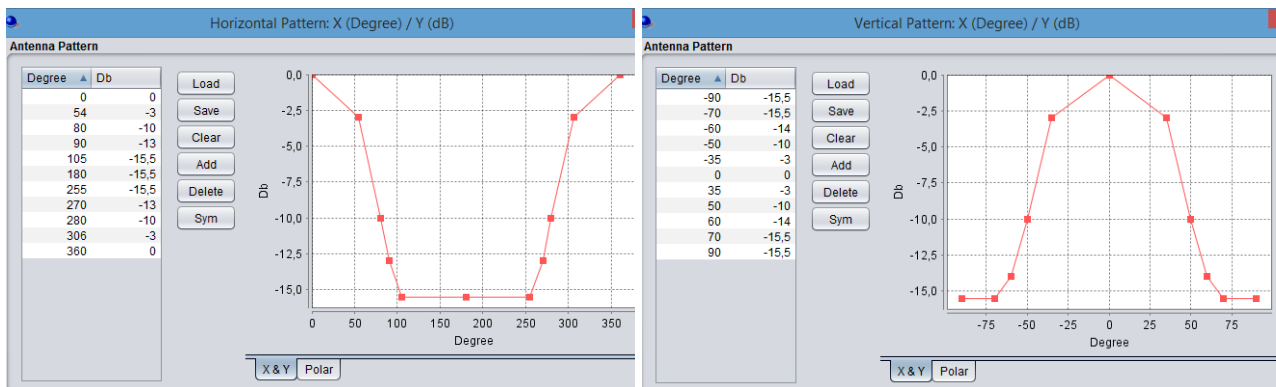 Horizontal Pattern: X (Degree) / Y (dB)
Antenna Pattern
Degree Db
0 0
54 -3
80 -10
90 -13
105 -15,5
180 -15,5
255 -15,5
270 -13
280 -10
306 -3
360 0
Load
Save
Clear
Add
Delete
Sym
0,0
-2,5
-5,0
-7,5
-10,0
-12,5
-15,0
Db
0 50 100 150 200 250 300 350
Degree
X & Y Polar
Vertical Pattern: X (Degree) / Y (dB)
Antenna Pattern
Degree Db
-90 -15,5
-70 -15,5
-60 -14
-50 -10
-35 -3
0 0
35 -3
50 -10
60 -14
70 -15,5
90 -15,5
Load
Save
Clear
Add
Delete
Sym
0,0
-2,5
-5,0
-7,5
-10,0
-12,5
-15,0
Db
-75 -50 -25 0 25 50 75
Degree
X & Y Polar